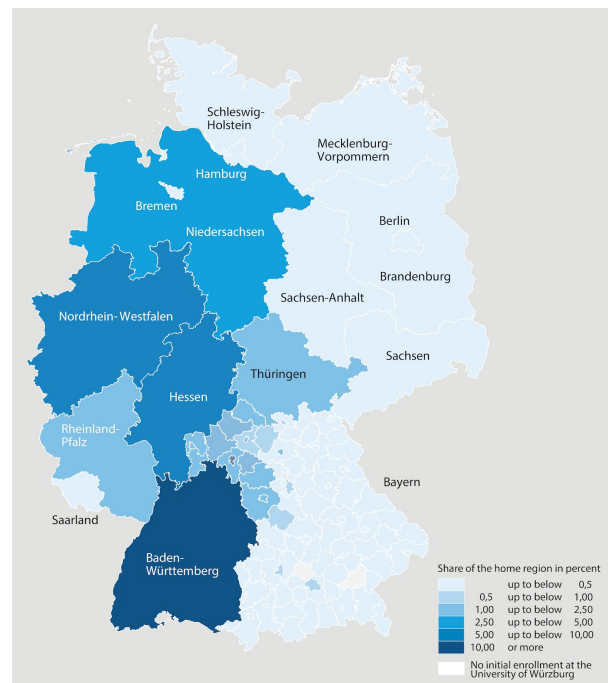 Schleswig-
Holstein
Mecklenburg-
Vorpommern
Hamburg
Bremen
Niedersachsen
Berlin
Brandenburg
Sachsen-Anhalt
Nordrhein- Westfalen
Sachsen
Thüringen
Hessen
Rheinland-
Pfalz
Bayern
Saarland
Baden-
Württemberg
Share of the home region in percent
up to below 0,5
0,5 up to below 1,00
1,00 up to below 2,50
2,50 up to below 5,00
5,00 up to below 10,00
10,00 or more
No initial enrollment at the
University of Würzburg